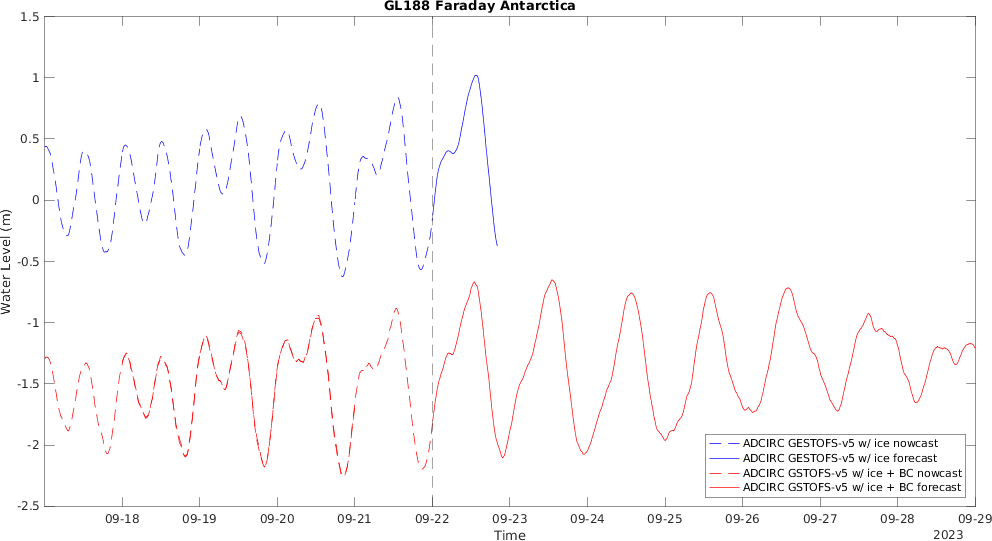 GL188 Faraday Antarctica
1.5
1
0.5
0
-0.5
-1
-1.5
-2
-2.5
Water Level (m)
09-18 09-19 09-20 09-21 09-22 09-23 09-24 09-25 09-26 09-27 09-28 09-29
Time
2023
ADCIRC GESTOFS-v5 w/ ice nowcast
ADCIRC GESTOFS-v5 w/ ice forecast
ADCIRC GSTOFS-v5 w/ ice + BC nowcast
ADCIRC GSTOFS-v5 w/ ice + BC forecast